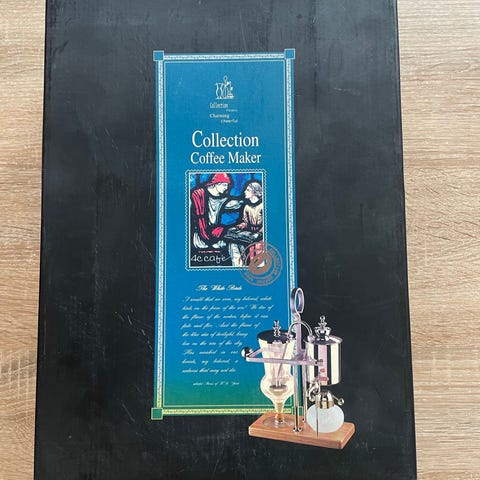 Collection
Charming
Cheerful
Collection
Coffee Maker
4c cafe
The White Birds
I would that we were, my beloved, white
birds on the foam of the sea! We tire of
the flame of the meteor, before it can
fade and flee; And the flame of
the blue star of twilight, hung
low on the rim of the sky,
Has awaked in our
hearts, my beloved, a
sadness that may not die.